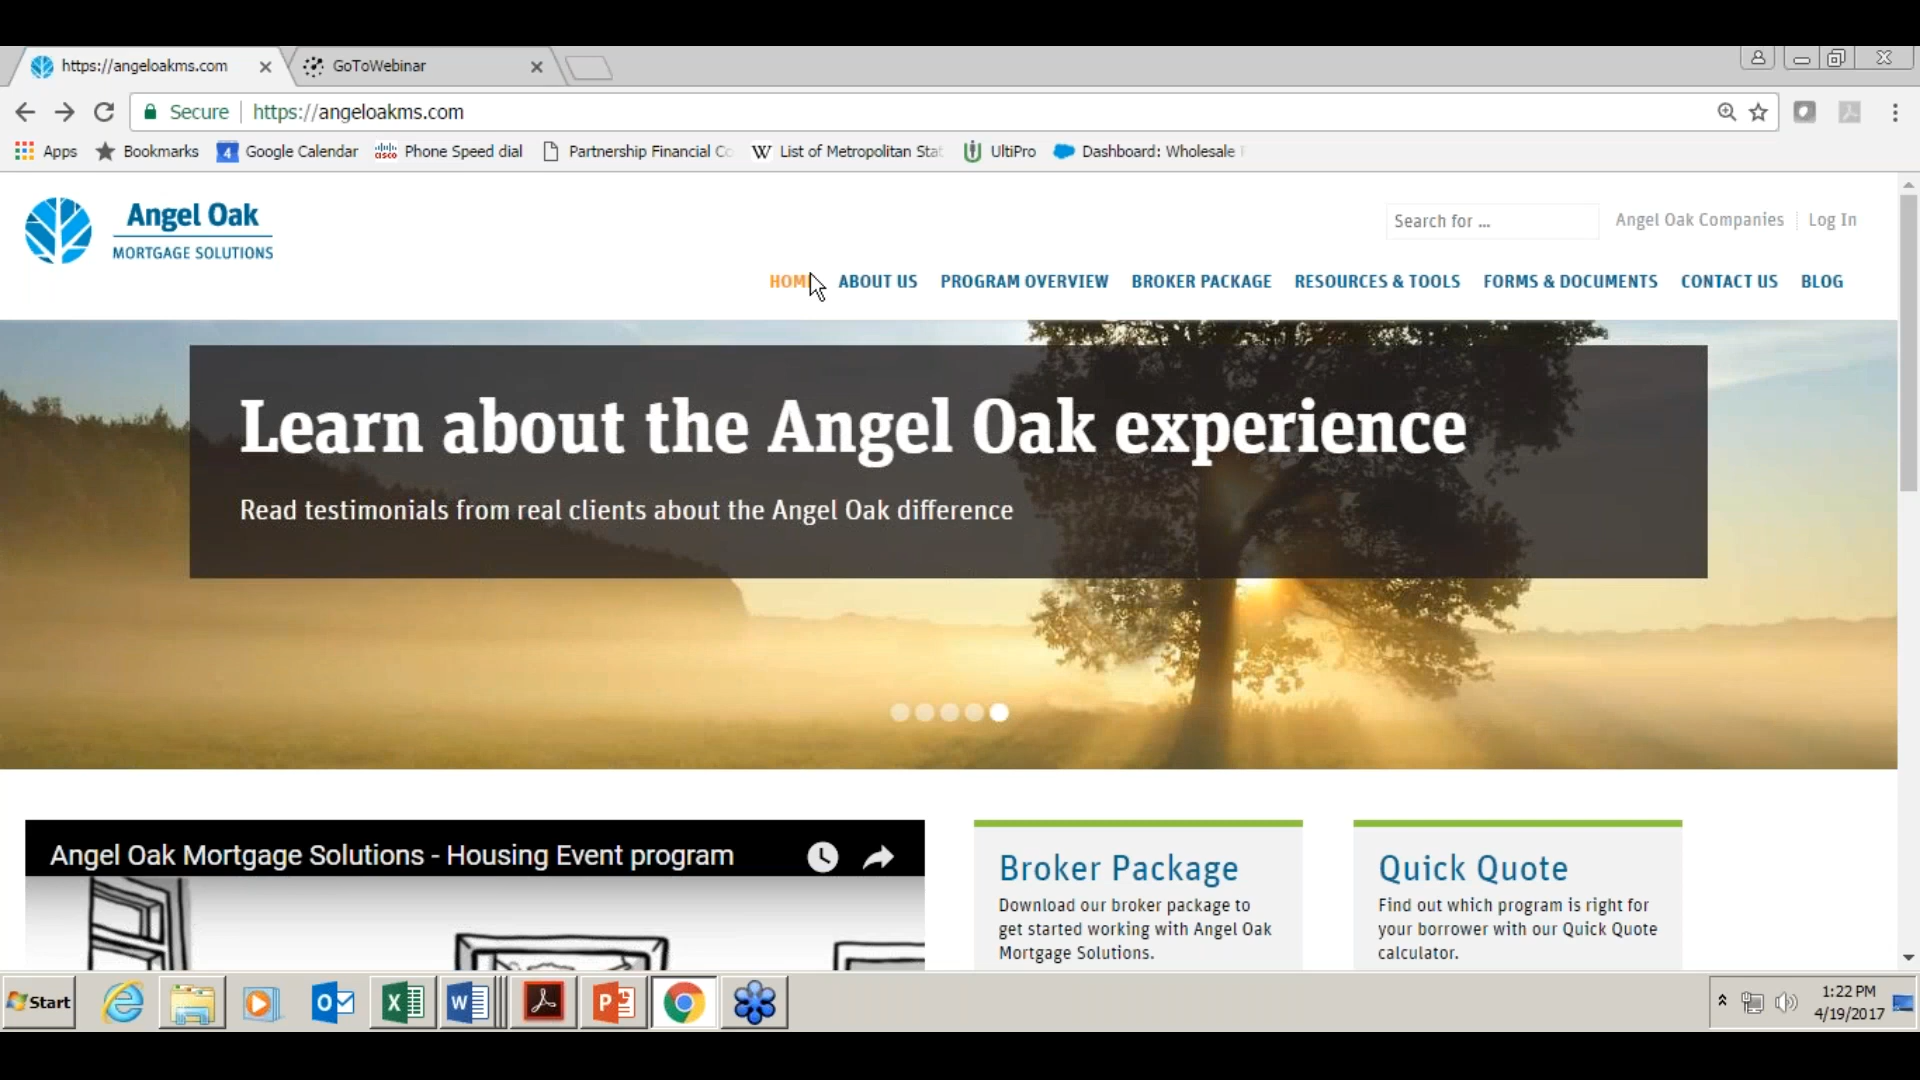 https://angeloakms.com
GoToWebinar
Secure https://angeloakms.com
Apps Bookmarks 4 Google Calendar cisco Phone Speed dial Partnership Financial Co W List of Metropolitan Stat UltiPro Dashboard: Wholesale
Angel Oak
MORTGAGE SOLUTIONS
Search for ... Angel Oak Companies Log In
HOME ABOUT US PROGRAM OVERVIEW BROKER PACKAGE RESOURCES & TOOLS FORMS & DOCUMENTS CONTACT US BLOG
Learn about the Angel Oak experience
Read testimonials from real clients about the Angel Oak difference
Angel Oak Mortgage Solutions - Housing Event program
Broker Package
Download our broker package to
get started working with Angel Oak
Mortgage Solutions.
Quick Quote
Find out which program is right for
your borrower with our Quick Quote
calculator.
Start
1:22 PM
4/19/2017